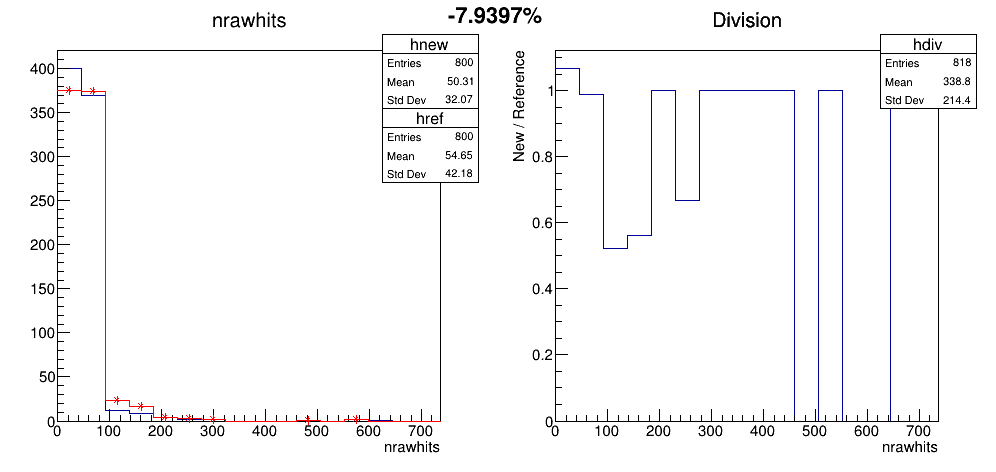 -7.9397%
nrawhits
hnew
Entries 800
Mean 50.31
Std Dev 32.07
href
Entries 800
Mean 54.65
Std Dev 42.18
400
350
300
250
200
150
100
50
0
0 100 200 300 400 500 600 700
nrawhits
Division
hdiv
Entries 818
Mean 338.8
Std Dev 214.4
New / Reference
1
0.8
0.6
0.4
0.2
0
0 100 200 300 400 500 600 700
nrawhits